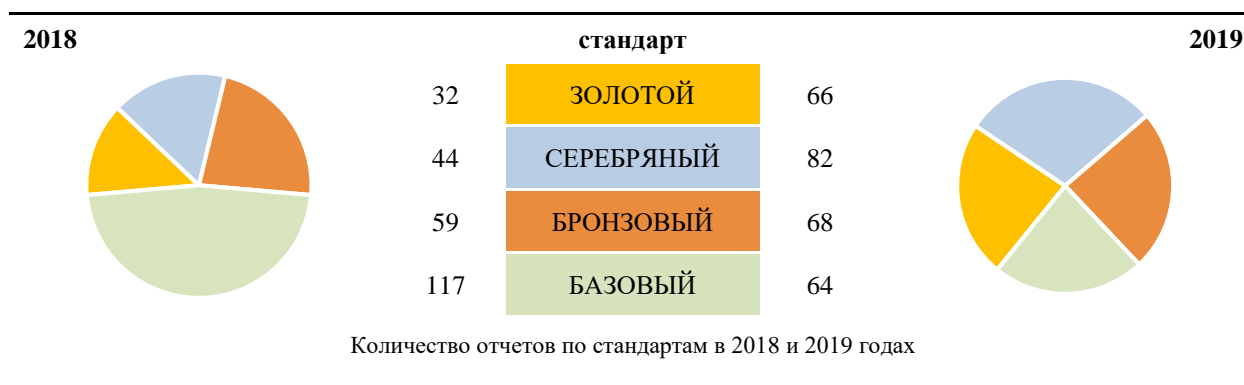 2018 стандарт 2019
32 ЗОЛОТОЙ 66
44 СЕРЕБРЯНЫЙ 82
59 БРОНЗОВЫЙ 68
117 БАЗОВЫЙ 64
Количество отчетов по стандартам в 2018 и 2019 годах